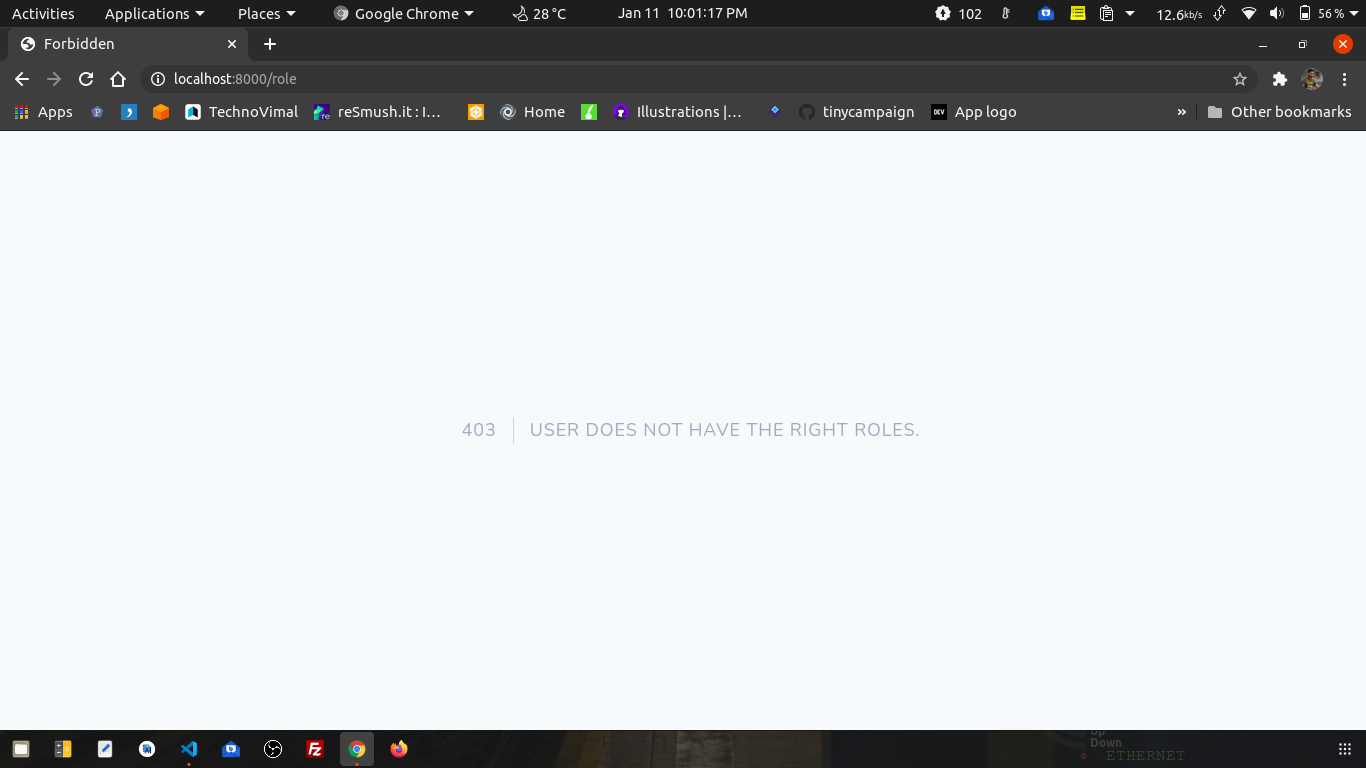 Activities Applications Places Google Chrome 28 °C Jan 11 10:01:17 PM 102 12.6kb/s 56 %
Forbidden
localhost:8000/role
Apps TechnoVimal reSmush.it : I… Home Illustrations |… tinycampaign DEV App logo » Other bookmarks
403 USER DOES NOT HAVE THE RIGHT ROLES.
Up
Down
0 ETHERNET